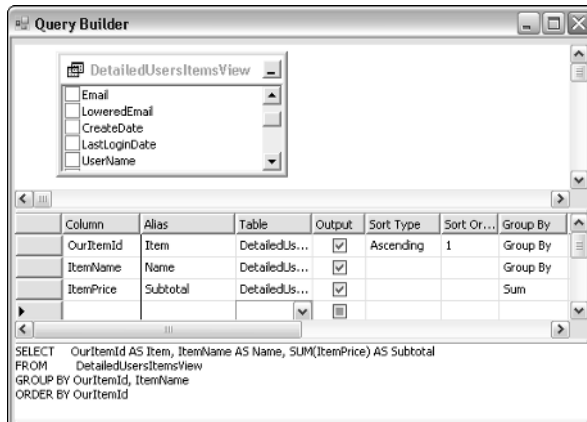 Query Builder
DetailedUsersItemsView
Email
LoweredEmail
CreateDate
LastLoginDate
UserName
Column Alias Table Output Sort Type Sort Or... Group By
OurItemId Item DetailedUs... Ascending 1 Group By
ItemName Name DetailedUs... Group By
ItemPrice Subtotal DetailedUs... Sum
SELECT OurItemId AS Item, ItemName AS Name, SUM(ItemPrice) AS Subtotal
FROM DetailedUsersItemsView
GROUP BY OurItemId, ItemName
ORDER BY OurItemId